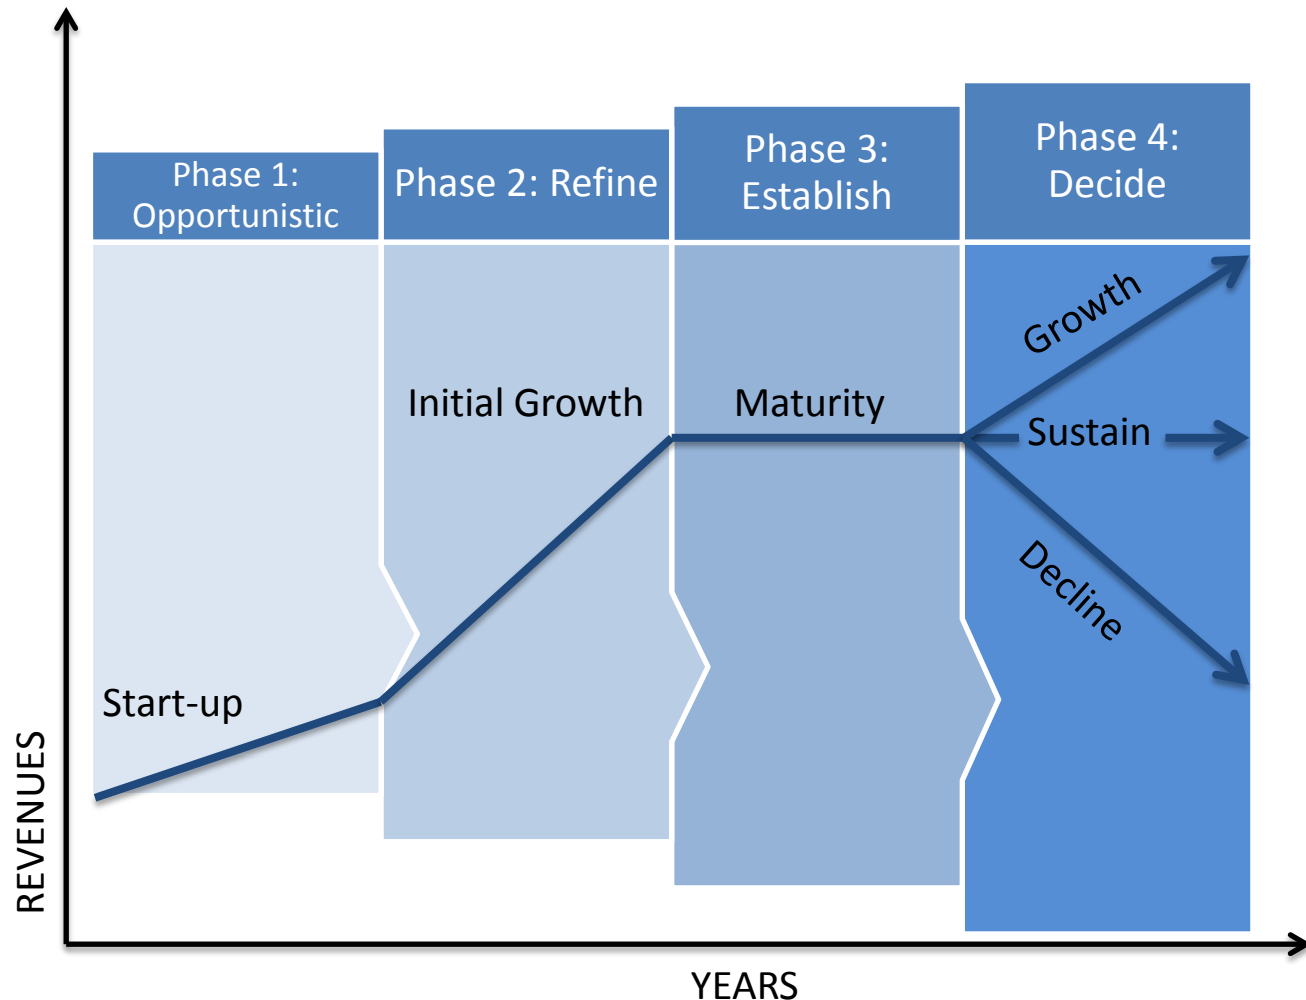 Phase 1:
Opportunistic
Phase 2: Refine
Phase 3:
Establish
Phase 4:
Decide
Growth
Initial Growth
Maturity
Sustain
Decline
Start-up
REVENUES
YEARS